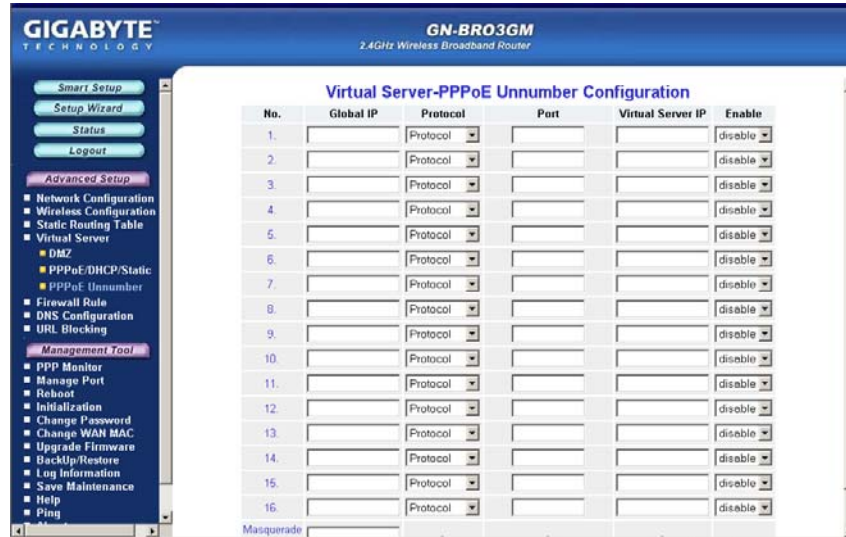 GIGABYTE™
TECHNOLOGY
GN-BRO3GM
2.4GHz Wireless Broadband Router
Smart Setup
Setup Wizard
Status
Logout
Advanced Setup
Network Configuration
Wireless Configuration
Static Routing Table
Virtual Server
DMZ
PPPoE/DHCP/Static
PPPoE Unnumber
Firewall Rule
DNS Configuration
URL Blocking
Management Tool
PPP Monitor
Manage Port
Reboot
Initialization
Change Password
Change WAN MAC
Upgrade Firmware
BackUp/Restore
Log Information
Save Maintenance
Help
Ping
Virtual Server-PPPoE Unnumber Configuration
No. Global IP Protocol Port Virtual Server IP Enable
1. Protocol disable
2. Protocol disable
3. Protocol disable
4. Protocol disable
5. Protocol disable
6. Protocol disable
7. Protocol disable
8. Protocol disable
9. Protocol disable
10. Protocol disable
11. Protocol disable
12. Protocol disable
13. Protocol disable
14. Protocol disable
15. Protocol disable
16. Protocol disable
Masquerade